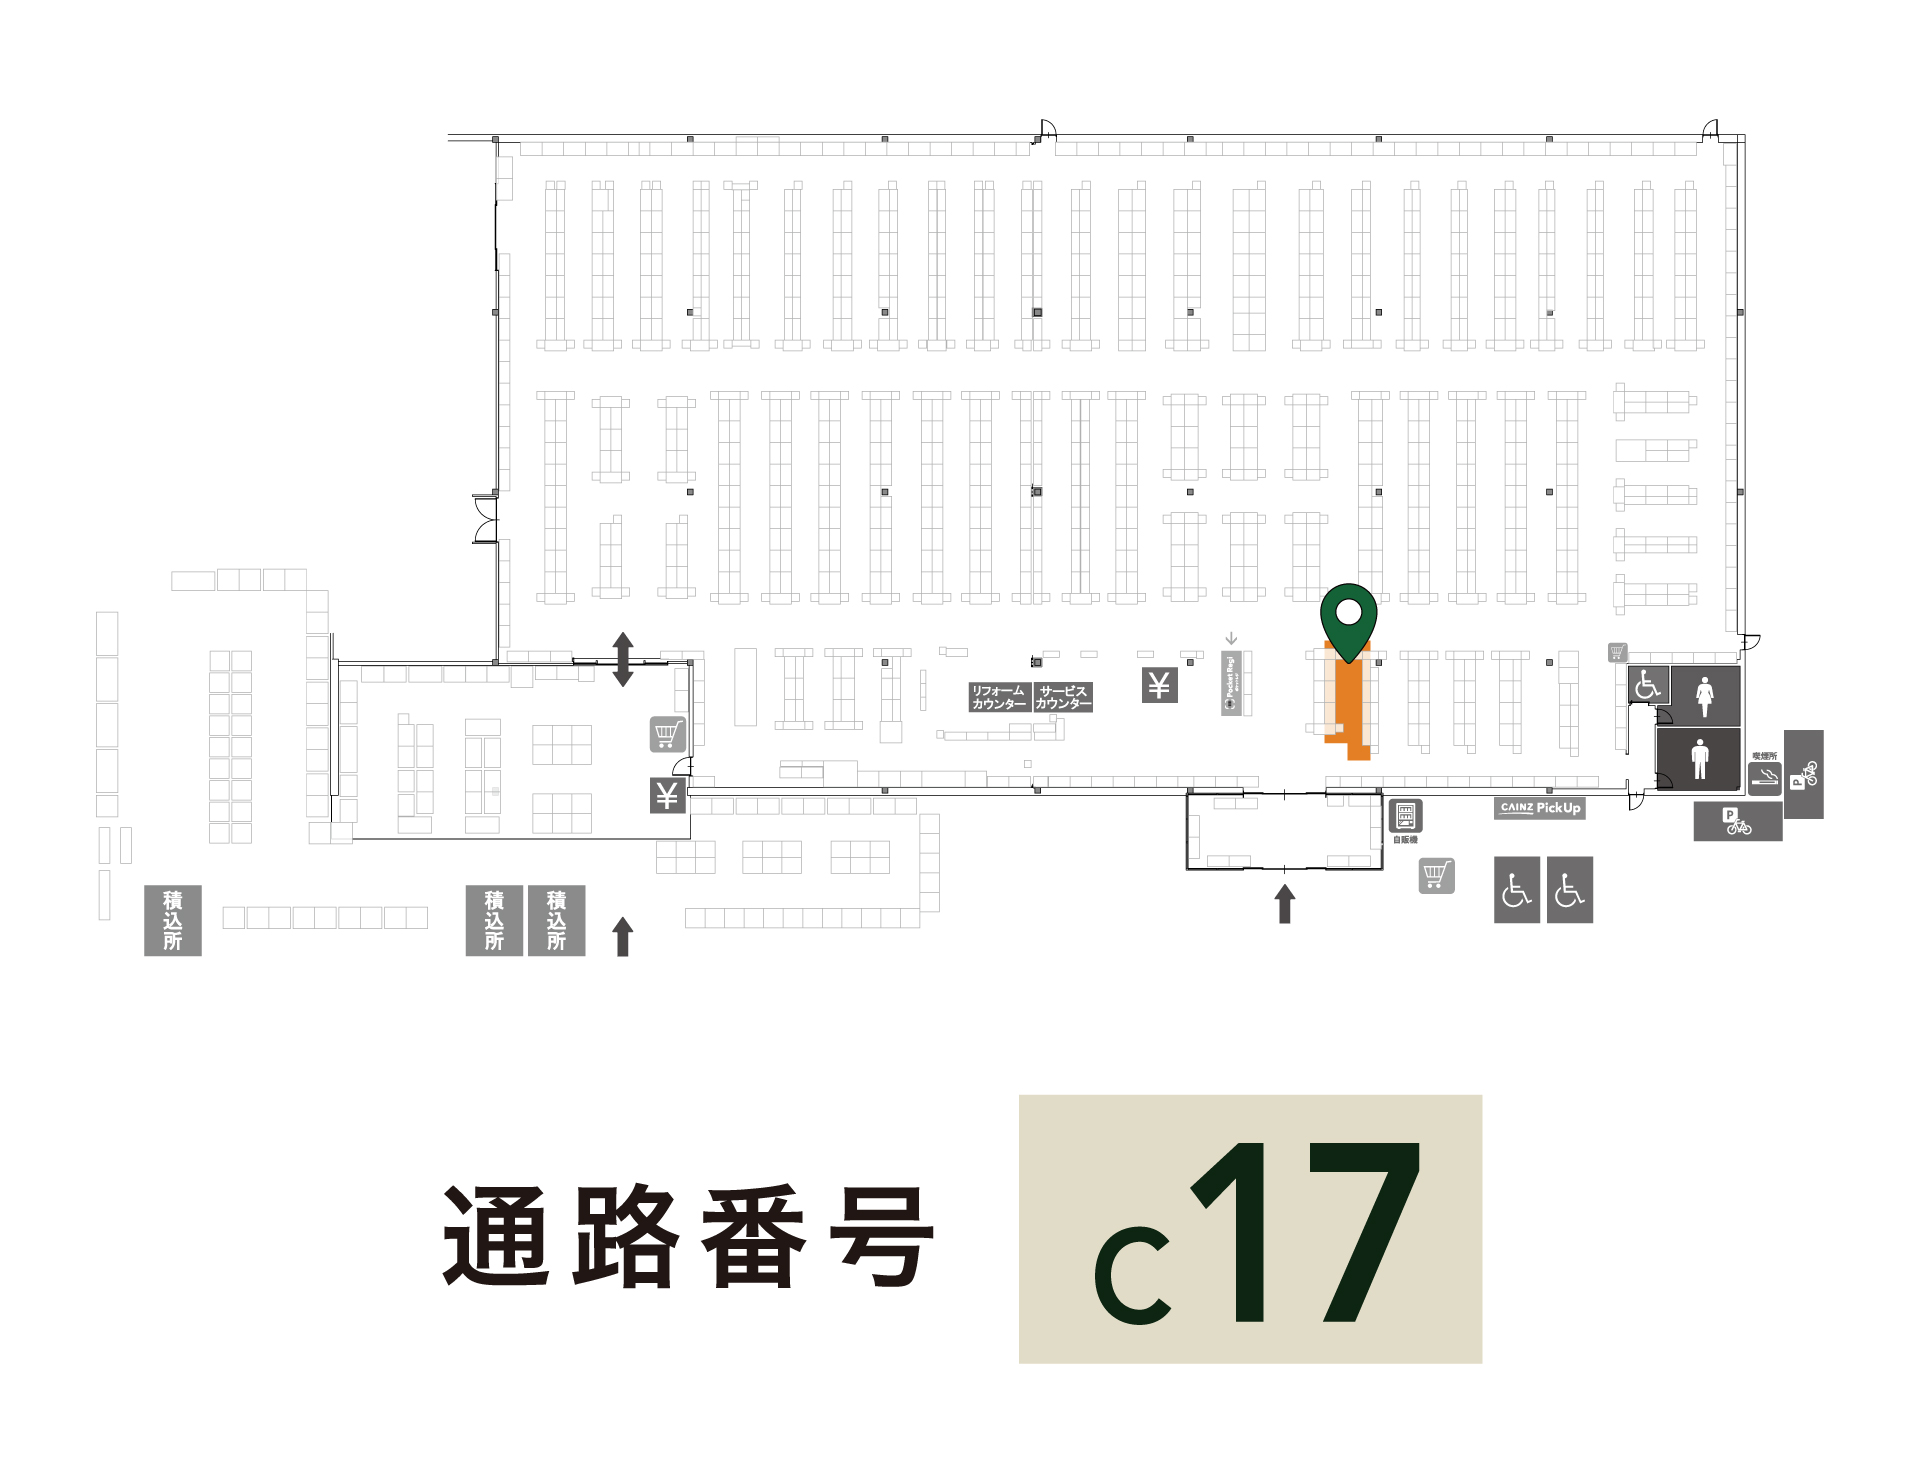 Pocket Regi
リフォーム
カウンター
サービス
カウンター
¥
¥
喫煙所
P
P
CAINZ PickUp
自販機
積込所
積込所
積込所
通路番号
c17